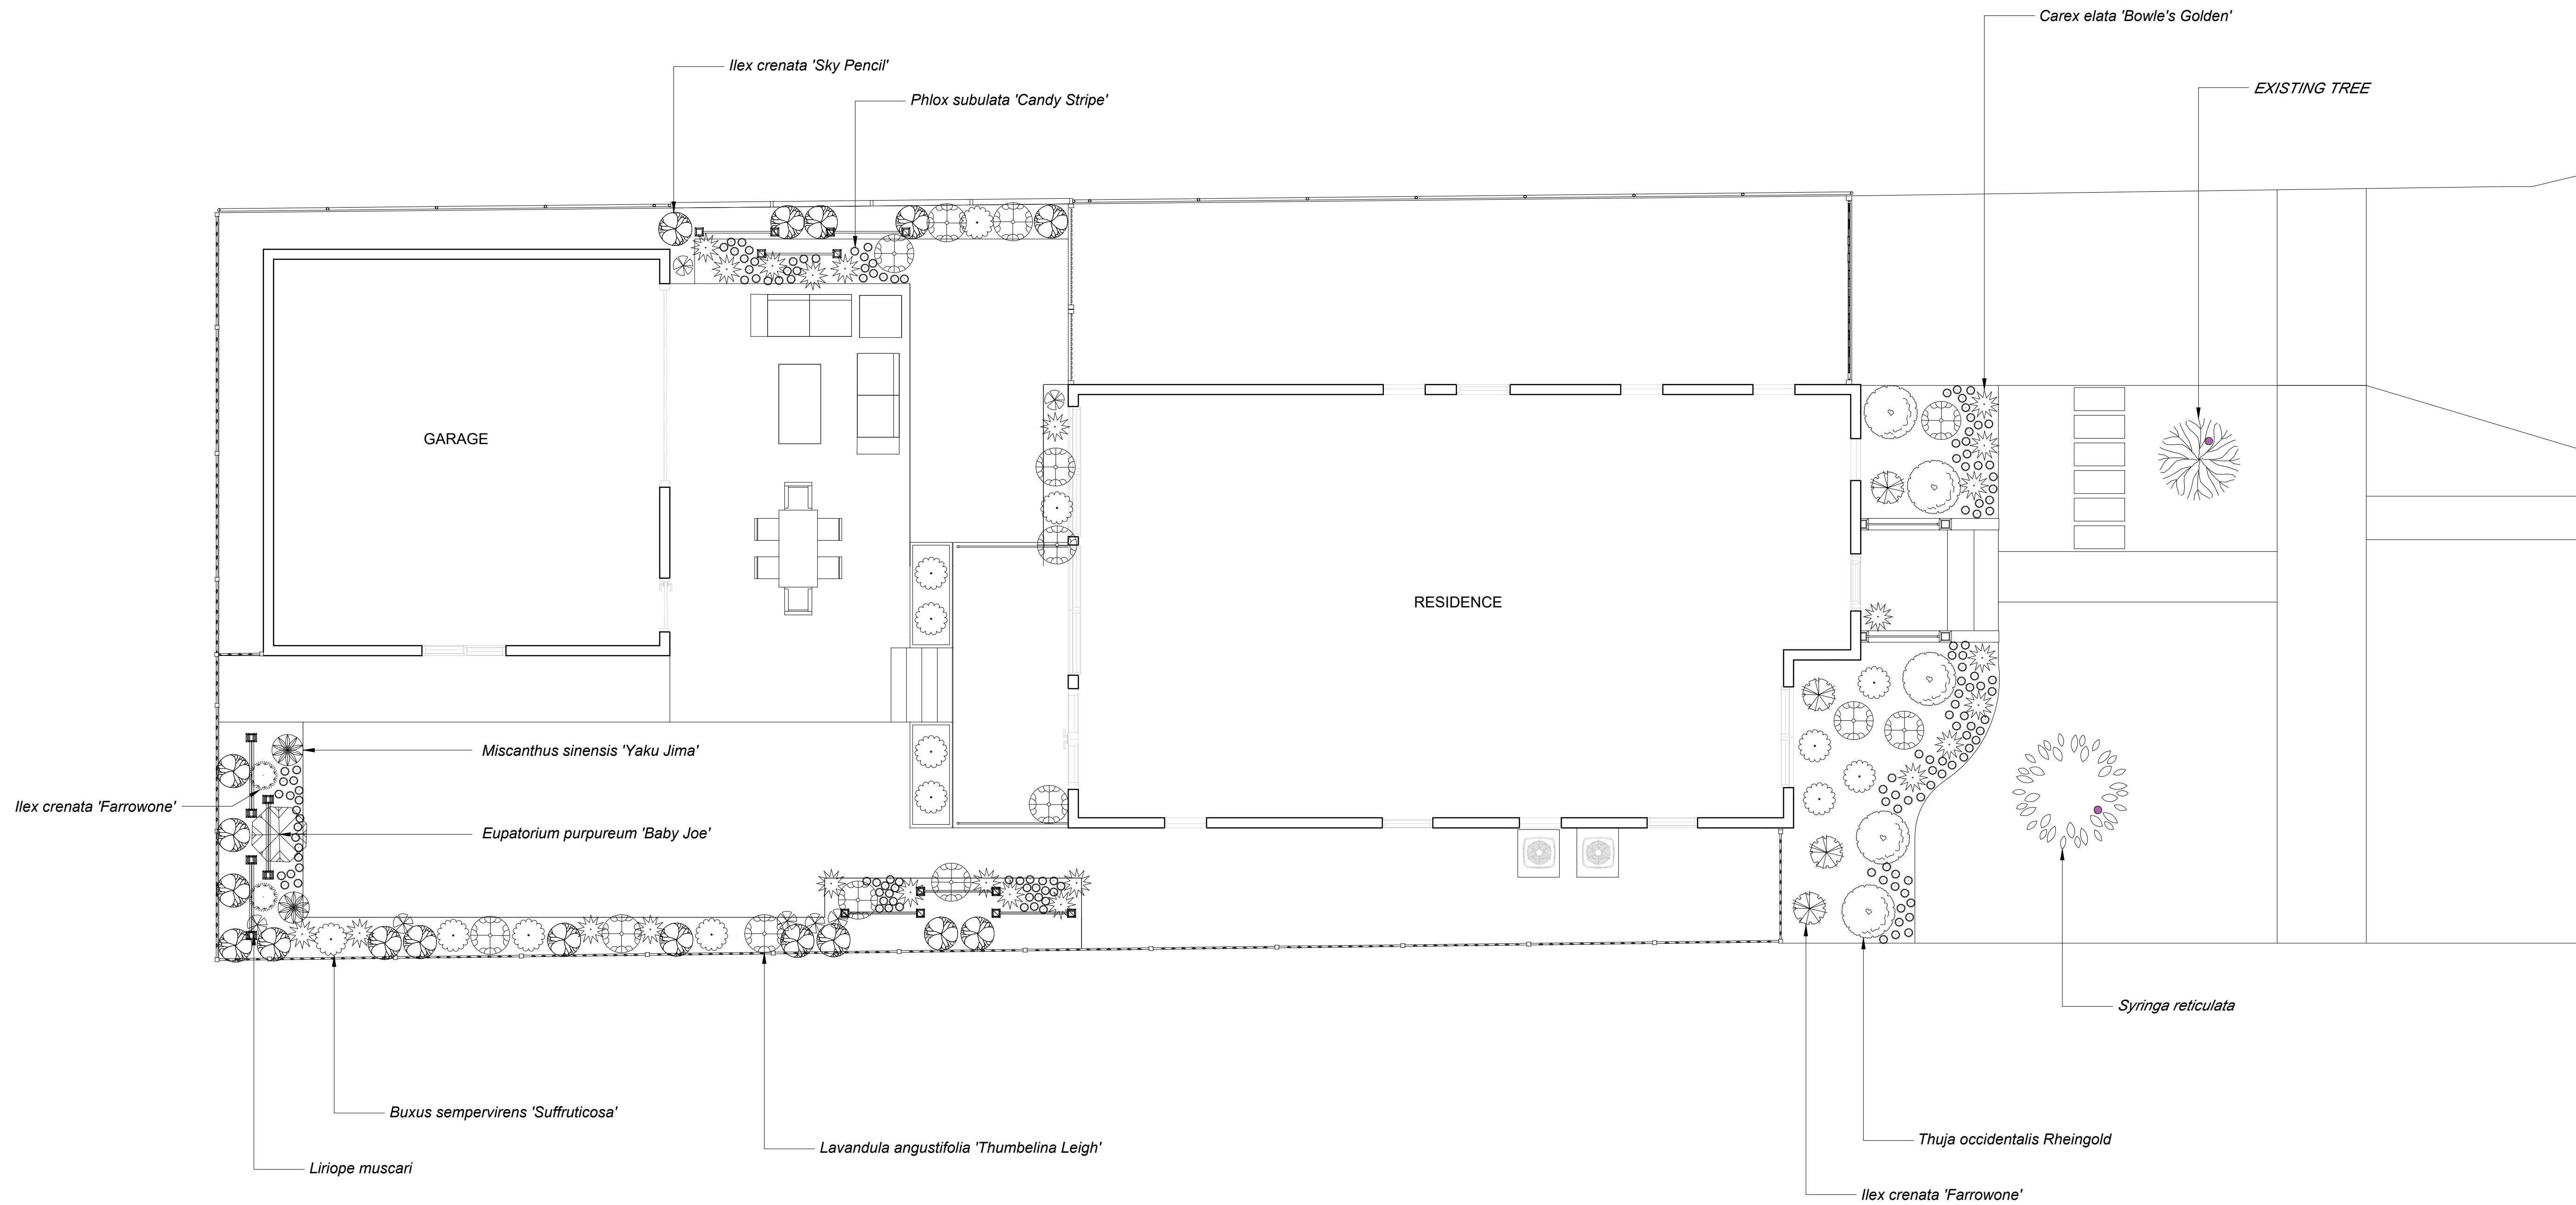 Carex elata 'Bowle's Golden'
Ilex crenata 'Sky Pencil'
EXISTING TREE
Phlox subulata 'Candy Stripe'
GARAGE
RESIDENCE
Miscanthus sinensis 'Yaku Jima'
Ilex crenata 'Farrowone'
Eupatorium purpureum 'Baby Joe'
Syringa reticulata
Buxus sempervirens 'Suffruticosa'
Thuja occidentalis Rheingold
Lavandula angustifolia 'Thumbelina Leigh'
Liriope muscari
Ilex crenata 'Farrowone'